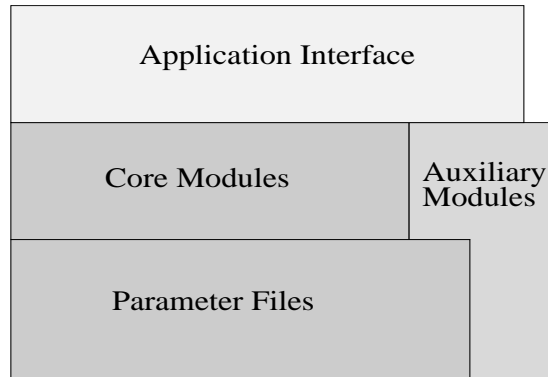 Application Interface
Core Modules
Auxiliary
Modules
Parameter Files